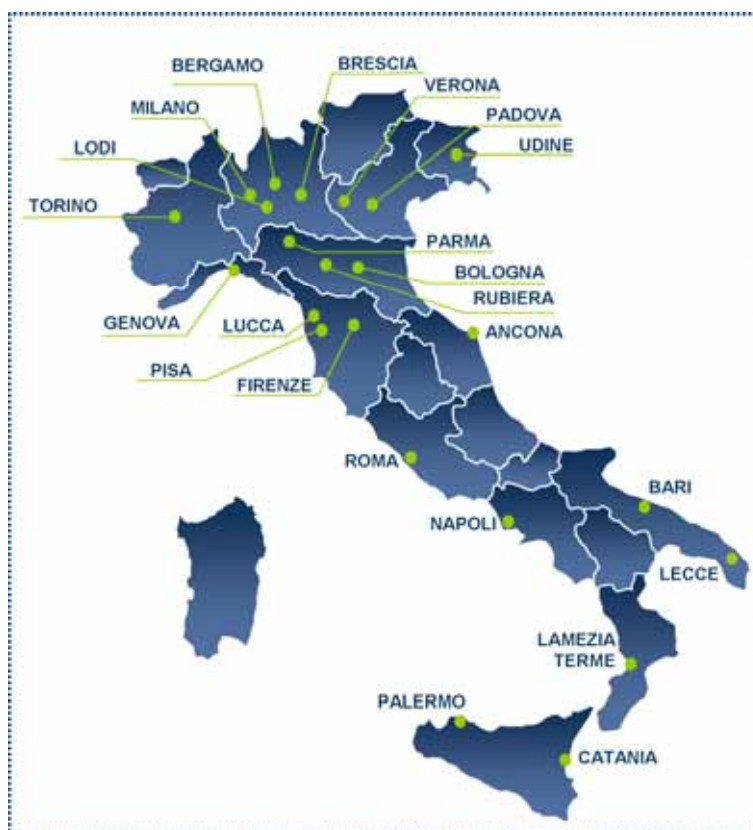 BERGAMO
BRESCIA
VERONA
MILANO
PADOVA
LODI
UDINE
TORINO
PARMA
BOLOGNA
RUBIERA
GENOVA
LUCCA
ANCONA
PISA
FIRENZE
ROMA
BARI
NAPOLI
LECCE
LAMEZIA
TERME
PALERMO
CATANIA